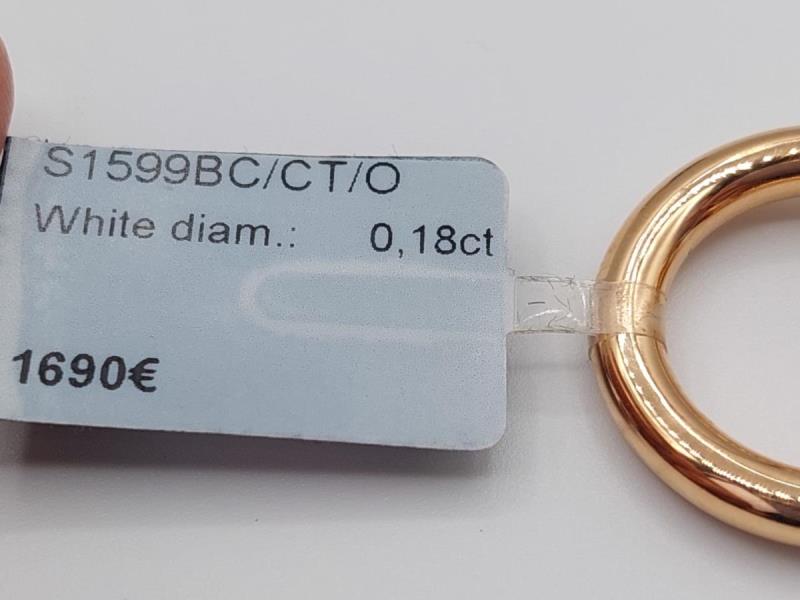 S1599BC/CT/O
White diam.: 0,18ct
1690€